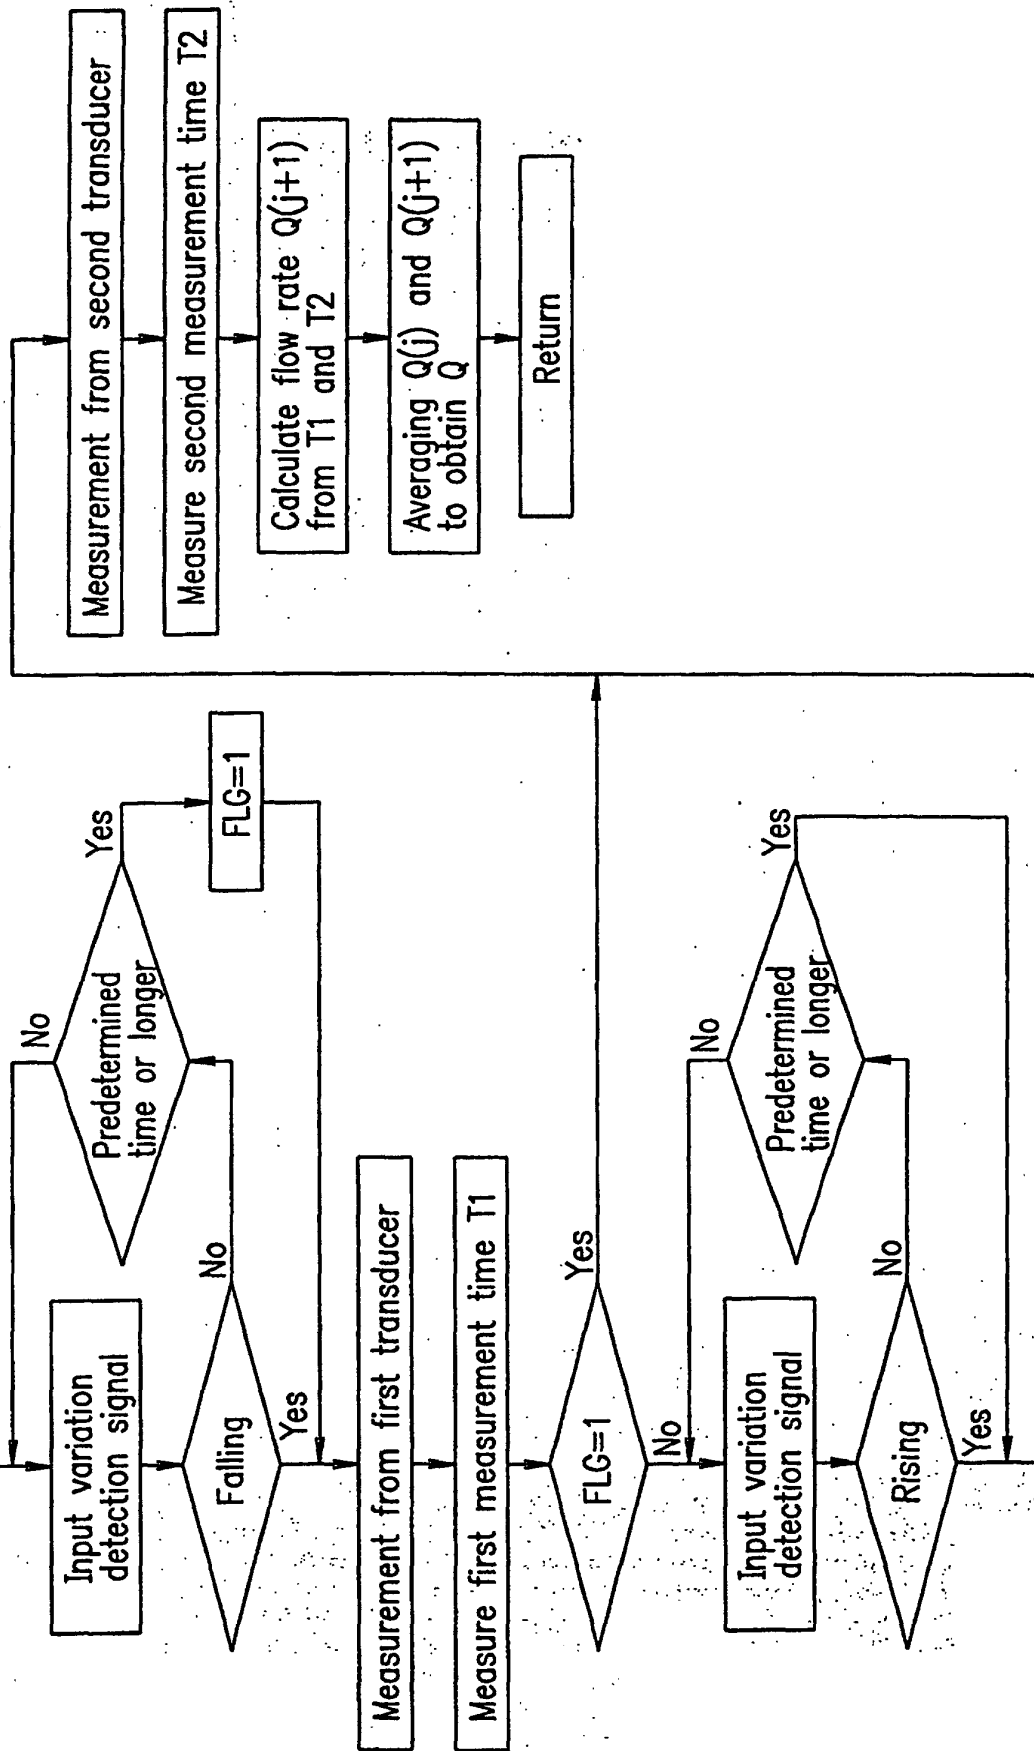 Input variation
detection signal
Falling
No
Yes
Predetermined
time or longer
No
Yes
FLG=1
Measurement from first transducer
Measure first measurement time T1
FLG=1
Yes
No
Input variation
detection signal
Rising
No
Yes
Predetermined
time or longer
No
Yes
Measurement from second transducer
Measure second measurement time T2
Calculate flow rate Q(j+1)
from T1 and T2
Averaging Q(j) and Q(j+1)
to obtain Q
Return